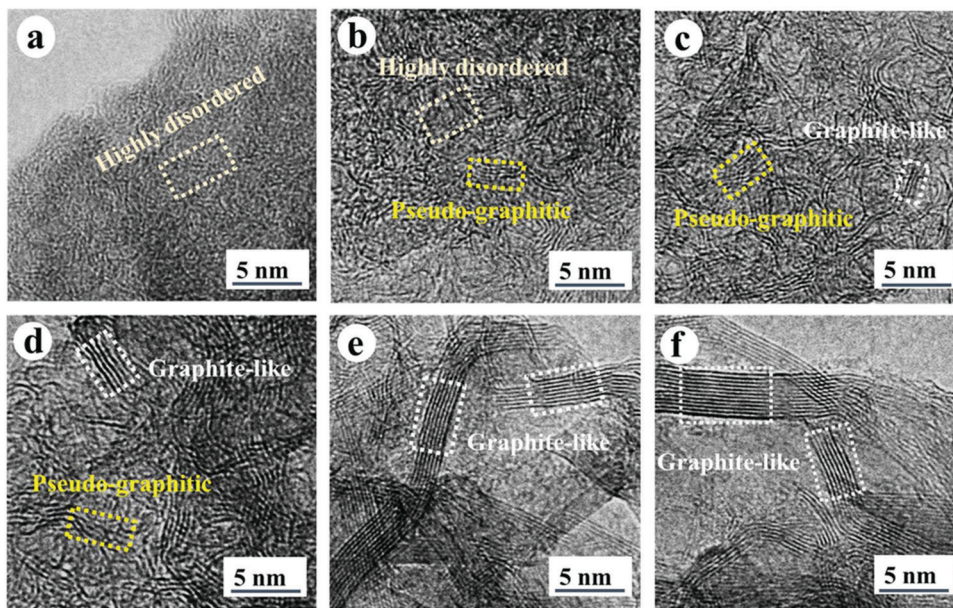 a
Highly disordered
5 nm
b
Highly disordered
Pseudo-graphitic
5 nm
c
Graphite-like
Pseudo-graphitic
5 nm
d
Graphite-like
Pseudo-graphitic
5 nm
e
Graphite-like
5 nm
f
Graphite-like
5 nm